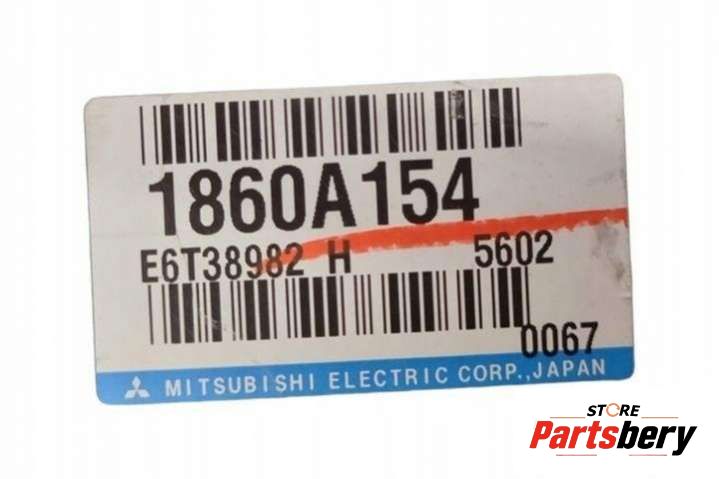 1860A154
E6T38982 H 5602
0067
MITSUBISHI ELECTRIC CORP.,JAPAN
STORE
Partsbery